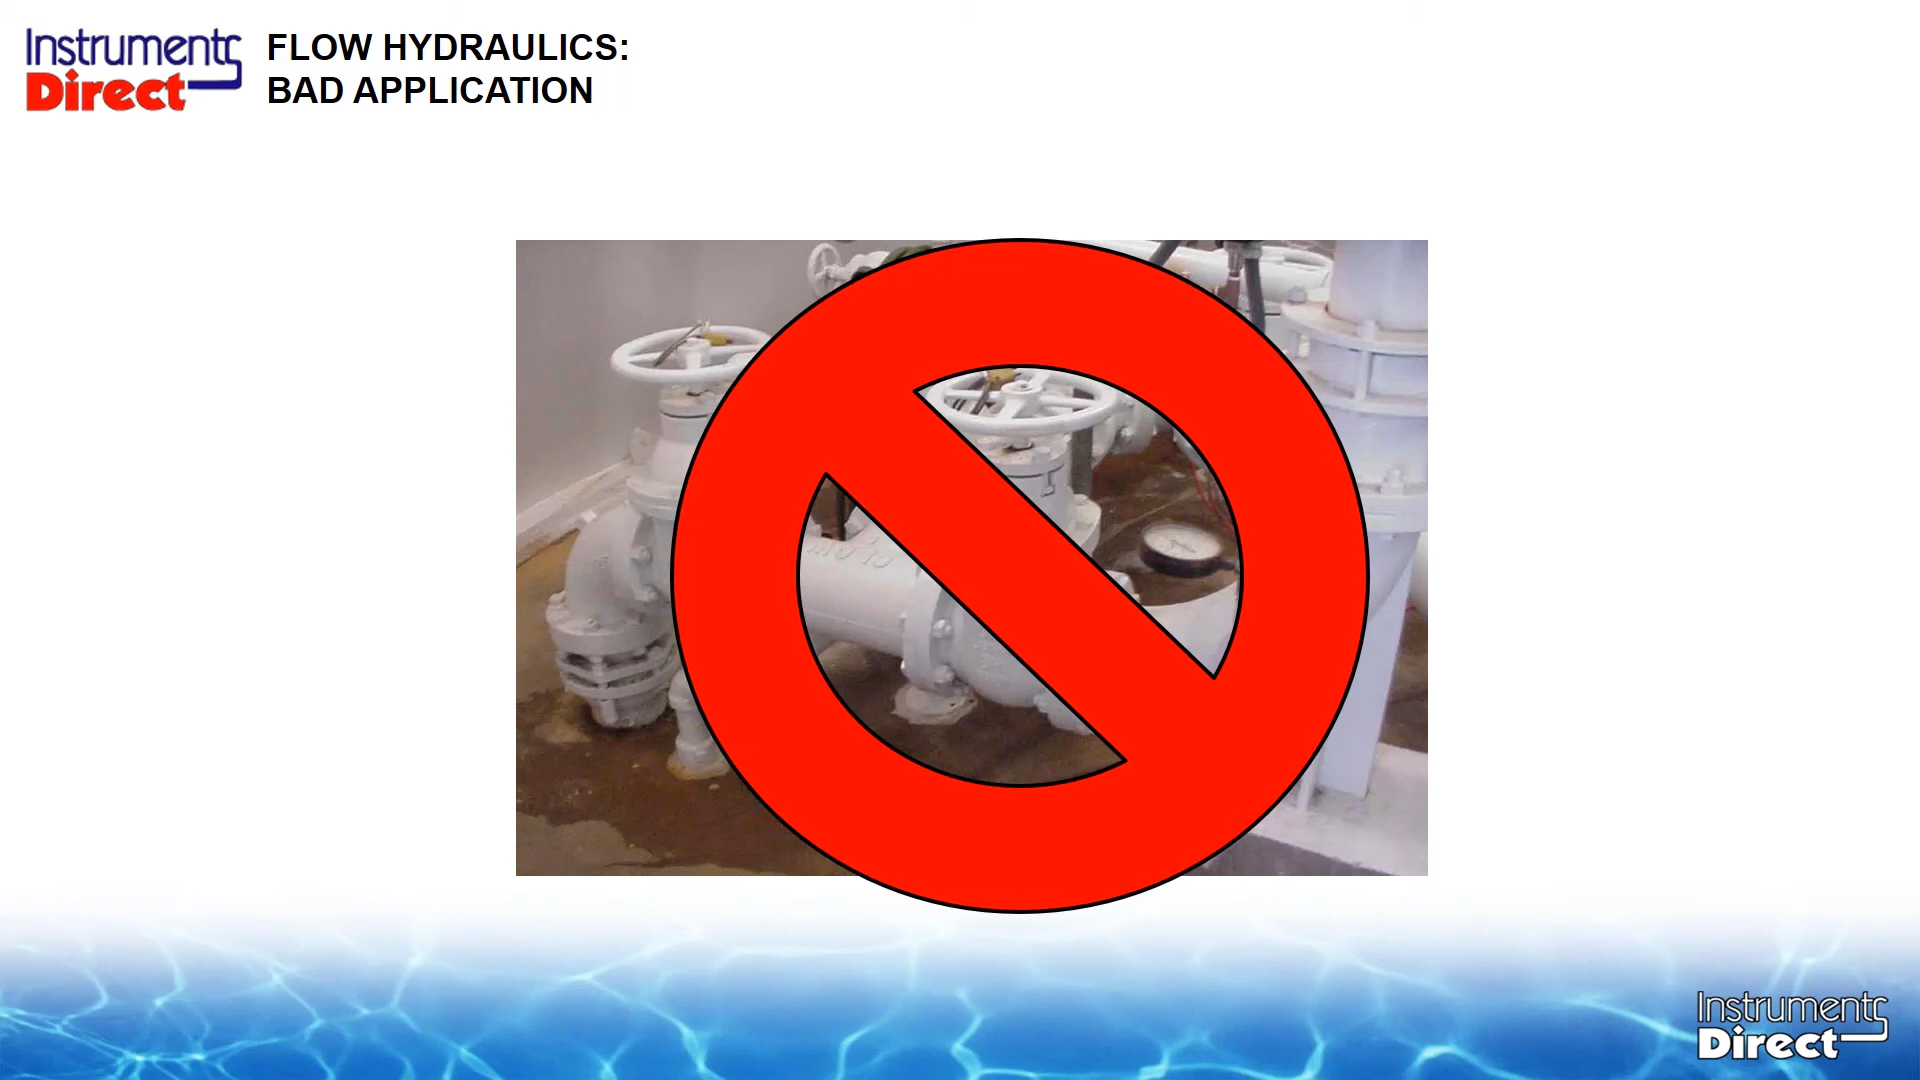 Instruments
Direct
FLOW HYDRAULICS:
BAD APPLICATION
Instruments
Direct